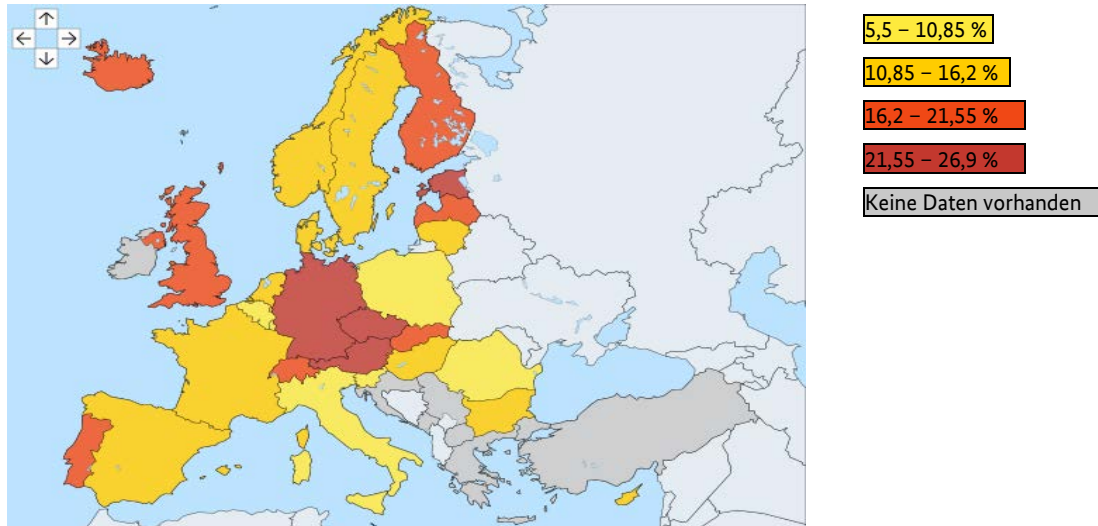 5,5 – 10,85 %
10,85 – 16,2 %
16,2 – 21,55 %
21,55 – 26,9 %
Keine Daten vorhanden